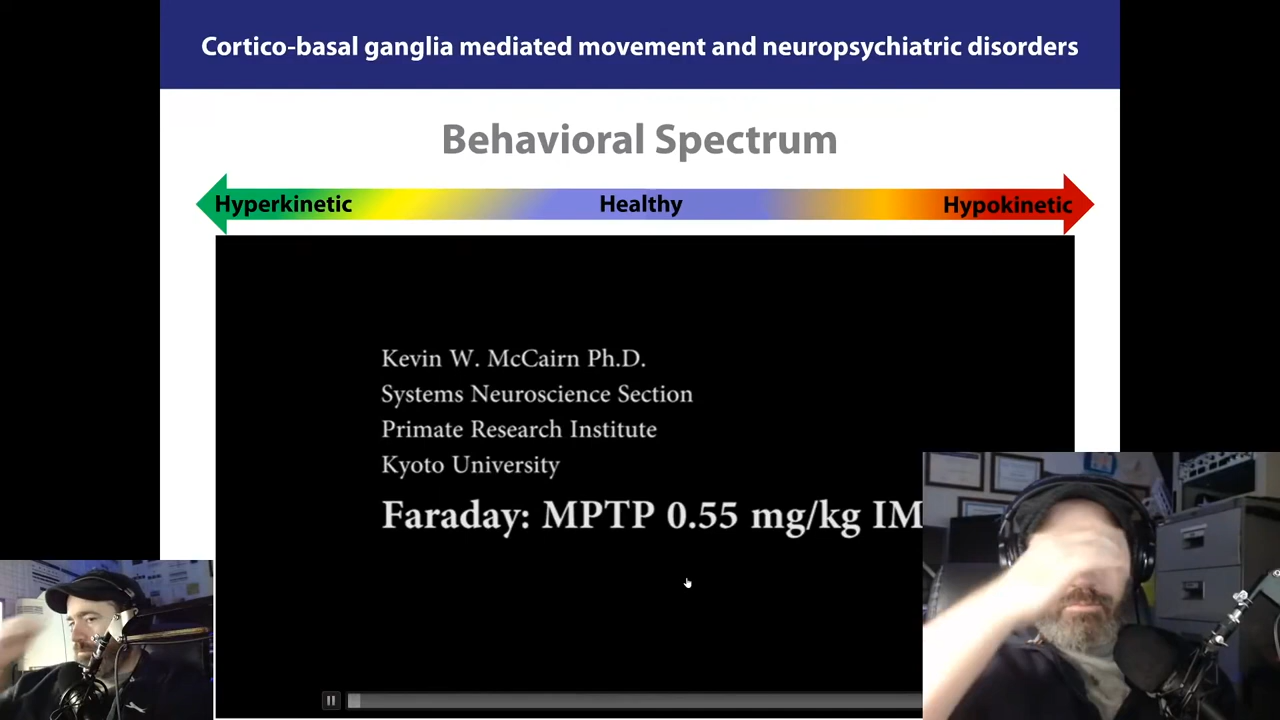 Cortico-basal ganglia mediated movement and neuropsychiatric disorders
Behavioral Spectrum
Hyperkinetic Healthy Hypokinetic
Kevin W. McCairn Ph.D.
Systems Neuroscience Section
Primate Research Institute
Kyoto University
Faraday: MPTP 0.55 mg/kg IM